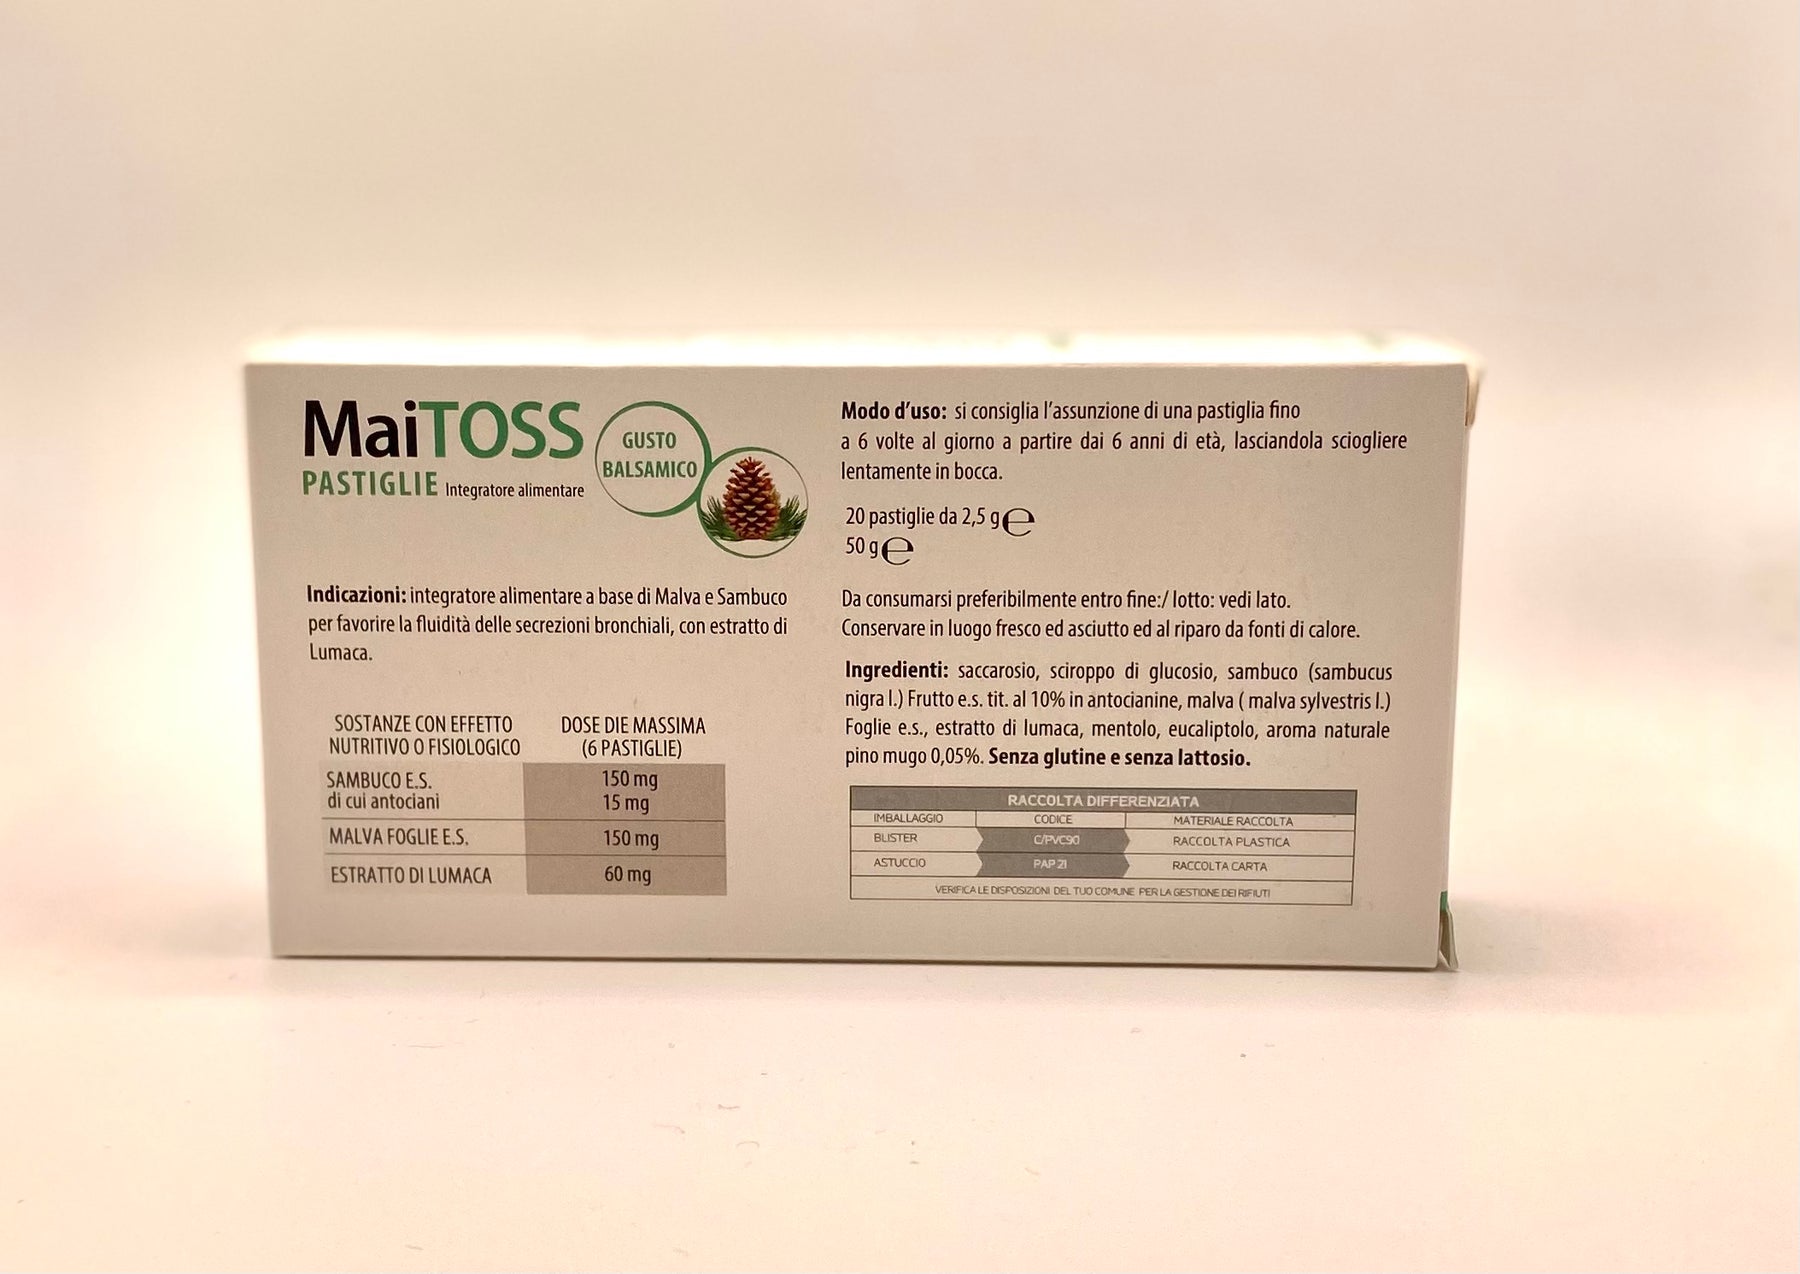 MaiTOSS
PASTIGLIE Integratore alimentare
GUSTO
BALSAMICO
Indicazioni: integratore alimentare a base di Malva e Sambuco
per favorire la fluidità delle secrezioni bronchiali, con estratto di
Lumaca.
SOSTANZE CON EFFETTO
NUTRITIVO O FISIOLOGICO
DOSE DIE MASSIMA
(6 PASTIGLIE)
SAMBUCO E.S. 150 mg
di cui antociani 15 mg
MALVA FOGLIE E.S. 150 mg
ESTRATTO DI LUMACA 60 mg
Modo d'uso: si consiglia l'assunzione di una pastiglia fino
a 6 volte al giorno a partire dai 6 anni di età, lasciandola sciogliere
lentamente in bocca.
20 pastiglie da 2,5 g ℮
50 g ℮
Da consumarsi preferibilmente entro fine:/ lotto: vedi lato.
Conservare in luogo fresco ed asciutto ed al riparo da fonti di calore.
Ingredienti: saccarosio, sciroppo di glucosio, sambuco (sambucus
nigra l.) Frutto e.s. tit. al 10% in antocianine, malva ( malva sylvestris l.)
Foglie e.s., estratto di lumaca, mentolo, eucaliptolo, aroma naturale
pino mugo 0,05%. Senza glutine e senza lattosio.
RACCOLTA DIFFERENZIATA
IMBALLAGGIO CODICE MATERIALE RACCOLTA
BLISTER C/PVC90 RACCOLTA PLASTICA
ASTUCCIO PAP 21 RACCOLTA CARTA
VERIFICA LE DISPOSIZIONI DEL TUO COMUNE PER LA GESTIONE DEI RIFIUTI